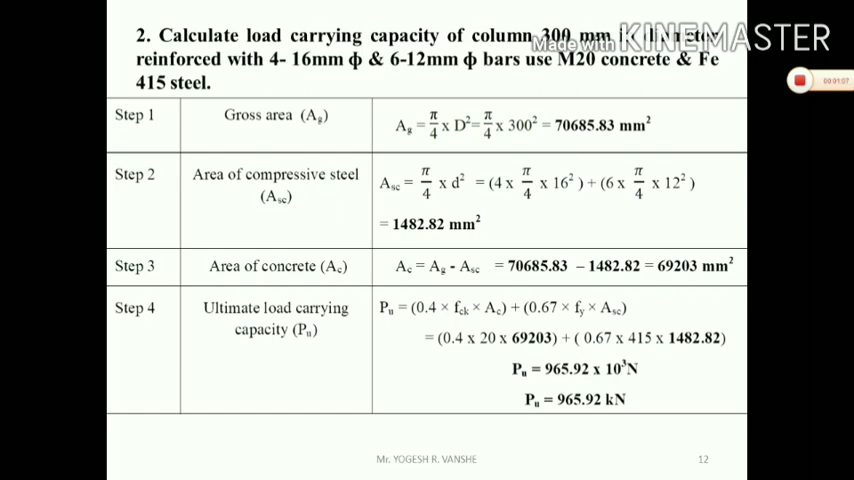 2. Calculate load carrying capacity of column 300 mm in diameter
Made with KINEMASTER
reinforced with 4- 16mm ϕ & 6-12mm ϕ bars use M20 concrete & Fe
415 steel.
00:01:07
Step 1 Gross area (Ag) Ag = π/4 x D² = π/4 x 300² = 70685.83 mm²
Step 2 Area of compressive steel (Asc) Asc = π/4 x d² = (4 x π/4 x 16² ) + (6 x π/4 x 12² )
= 1482.82 mm²
Step 3 Area of concrete (Ac) Ac = Ag - Asc = 70685.83 – 1482.82 = 69203 mm²
Step 4 Ultimate load carrying capacity (Pu) Pu = (0.4 × fck × Ac) + (0.67 × fy × Asc)
= (0.4 x 20 x 69203) + ( 0.67 x 415 x 1482.82)
Pu = 965.92 x 10³N
Pu = 965.92 kN
Mr. YOGESH R. VANSHE 12